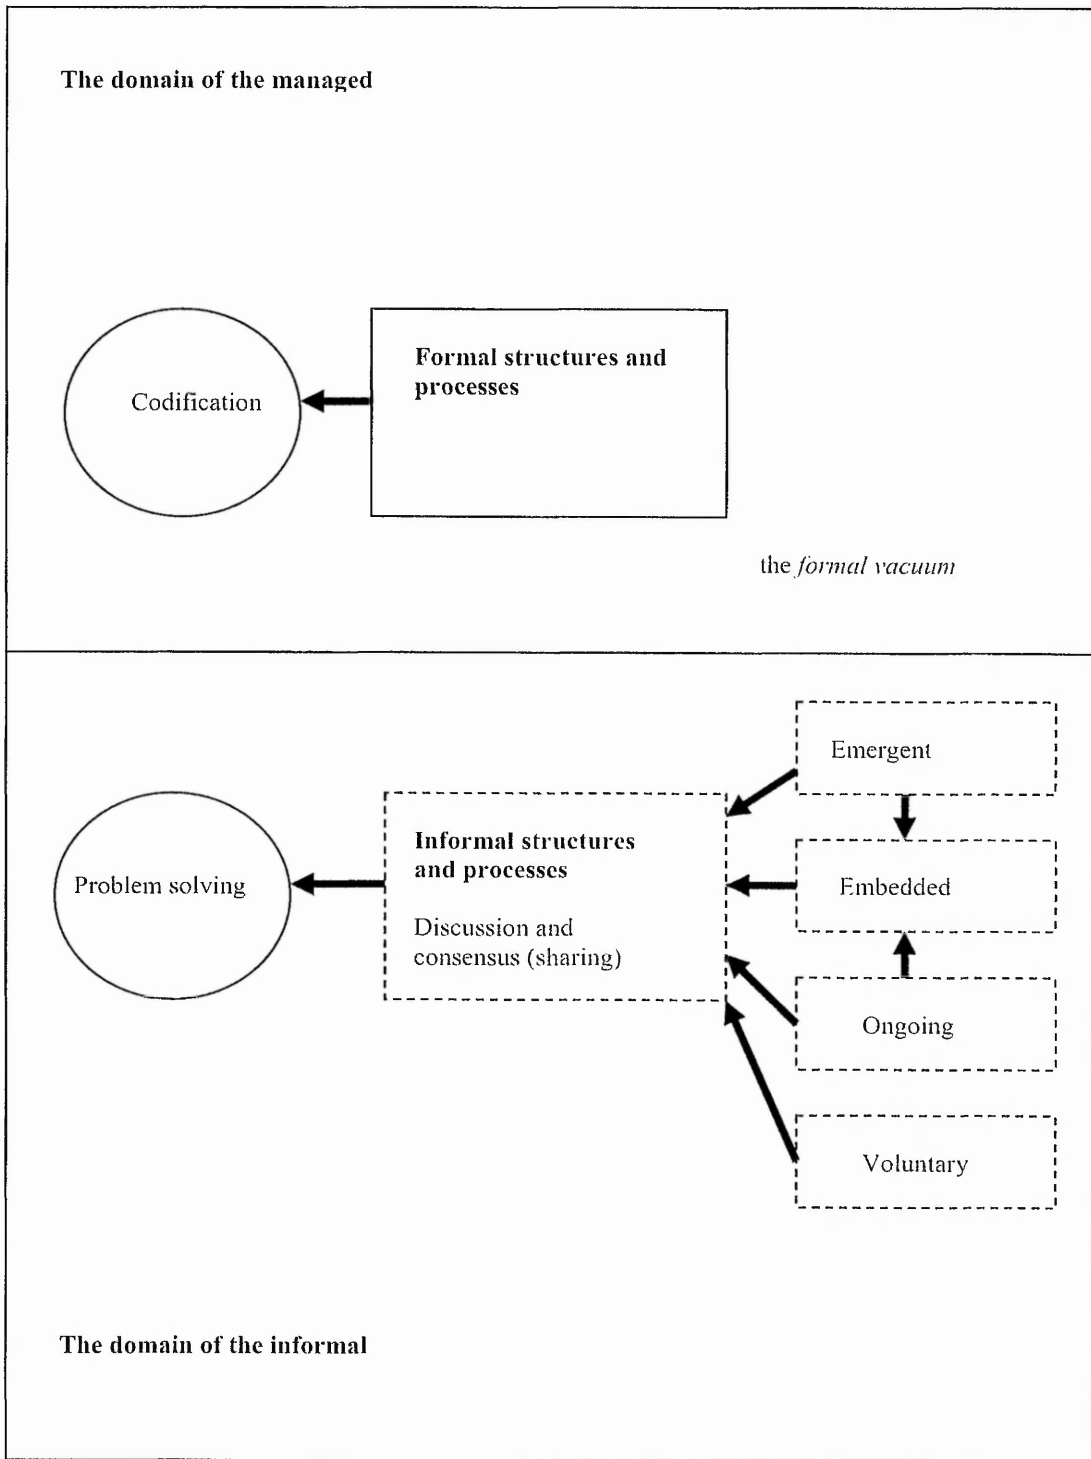 The domain of the managed
Codification
Formal structures and
processes
the formal vacuum
Emergent
Informal structures
and processes
Problem solving
Embedded
Discussion and
consensus (sharing)
Ongoing
Voluntary
The domain of the informal